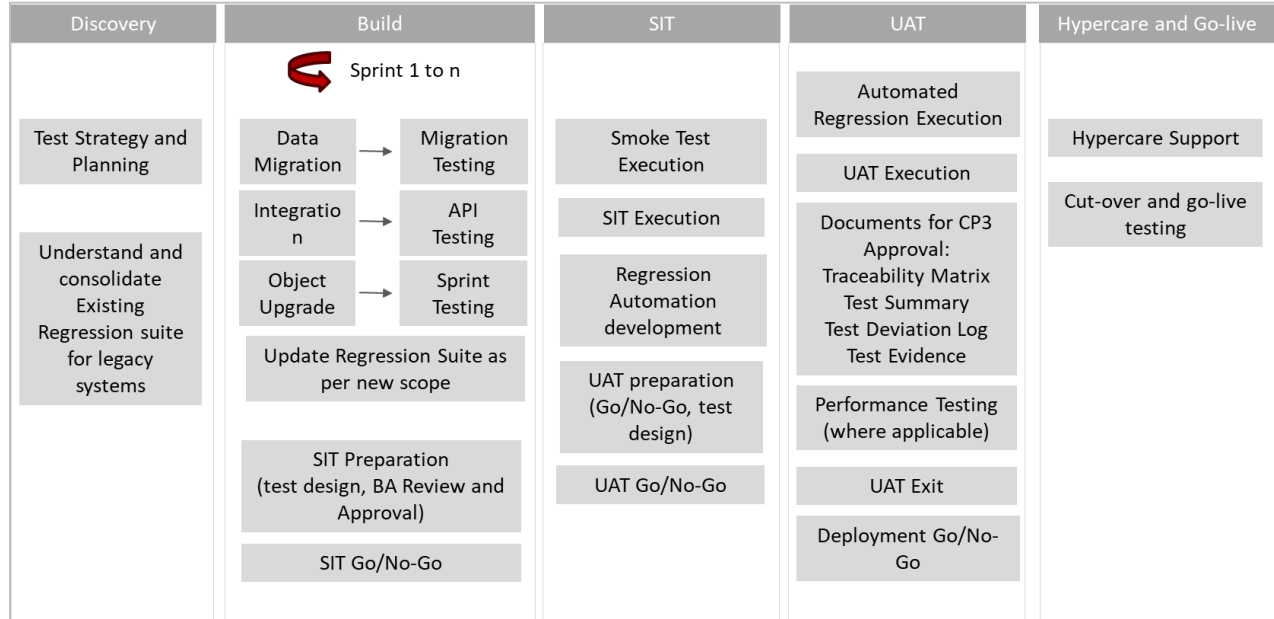 Discovery
Build
SIT
UAT
Hypercare and Go-live
Test Strategy and
Planning
Understand and
consolidate
Existing
Regression suite
for legacy
systems
Sprint 1 to n
Data
Migration
Migration
Testing
Integratio
n
API
Testing
Object
Upgrade
Sprint
Testing
Update Regression Suite as
per new scope
SIT Preparation
(test design, BA Review and
Approval)
SIT Go/No-Go
Smoke Test
Execution
SIT Execution
Regression
Automation
development
UAT preparation
(Go/No-Go, test
design)
UAT Go/No-Go
Automated
Regression Execution
UAT Execution
Documents for CP3
Approval:
Traceability Matrix
Test Summary
Test Deviation Log
Test Evidence
Performance Testing
(where applicable)
UAT Exit
Deployment Go/No-
Go
Hypercare Support
Cut-over and go-live
testing